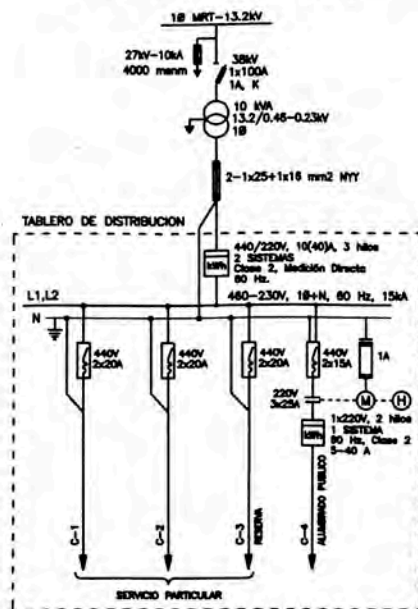 1Ø MRT-13.2kV
27kV-10kA
4000 msnm
38kV
1x100A
1A, K
10 kVA
13.2/0.46-0.23kV
1Ø
2-1x25+1x16 mm2 NYY
TABLERO DE DISTRIBUCION
440/220V, 10(40)A, 3 hilos
2 SISTEMAS
Clase 2, Medición Directa
60 Hz.
kWh
L1,L2
460-230V, 1Ø+N, 60 Hz, 15kA
N
440V
2x20A
440V
2x20A
440V
2x20A
440V
2x15A
1A
220V
3x25A
M
H
1x220V, 2 hilos
1 SISTEMA
60 Hz, Clase 2
5-40 A
kWh
C-1
C-2
C-3
RESERVA
C-4
ALUMBRADO PUBLICO
SERVICIO PARTICULAR